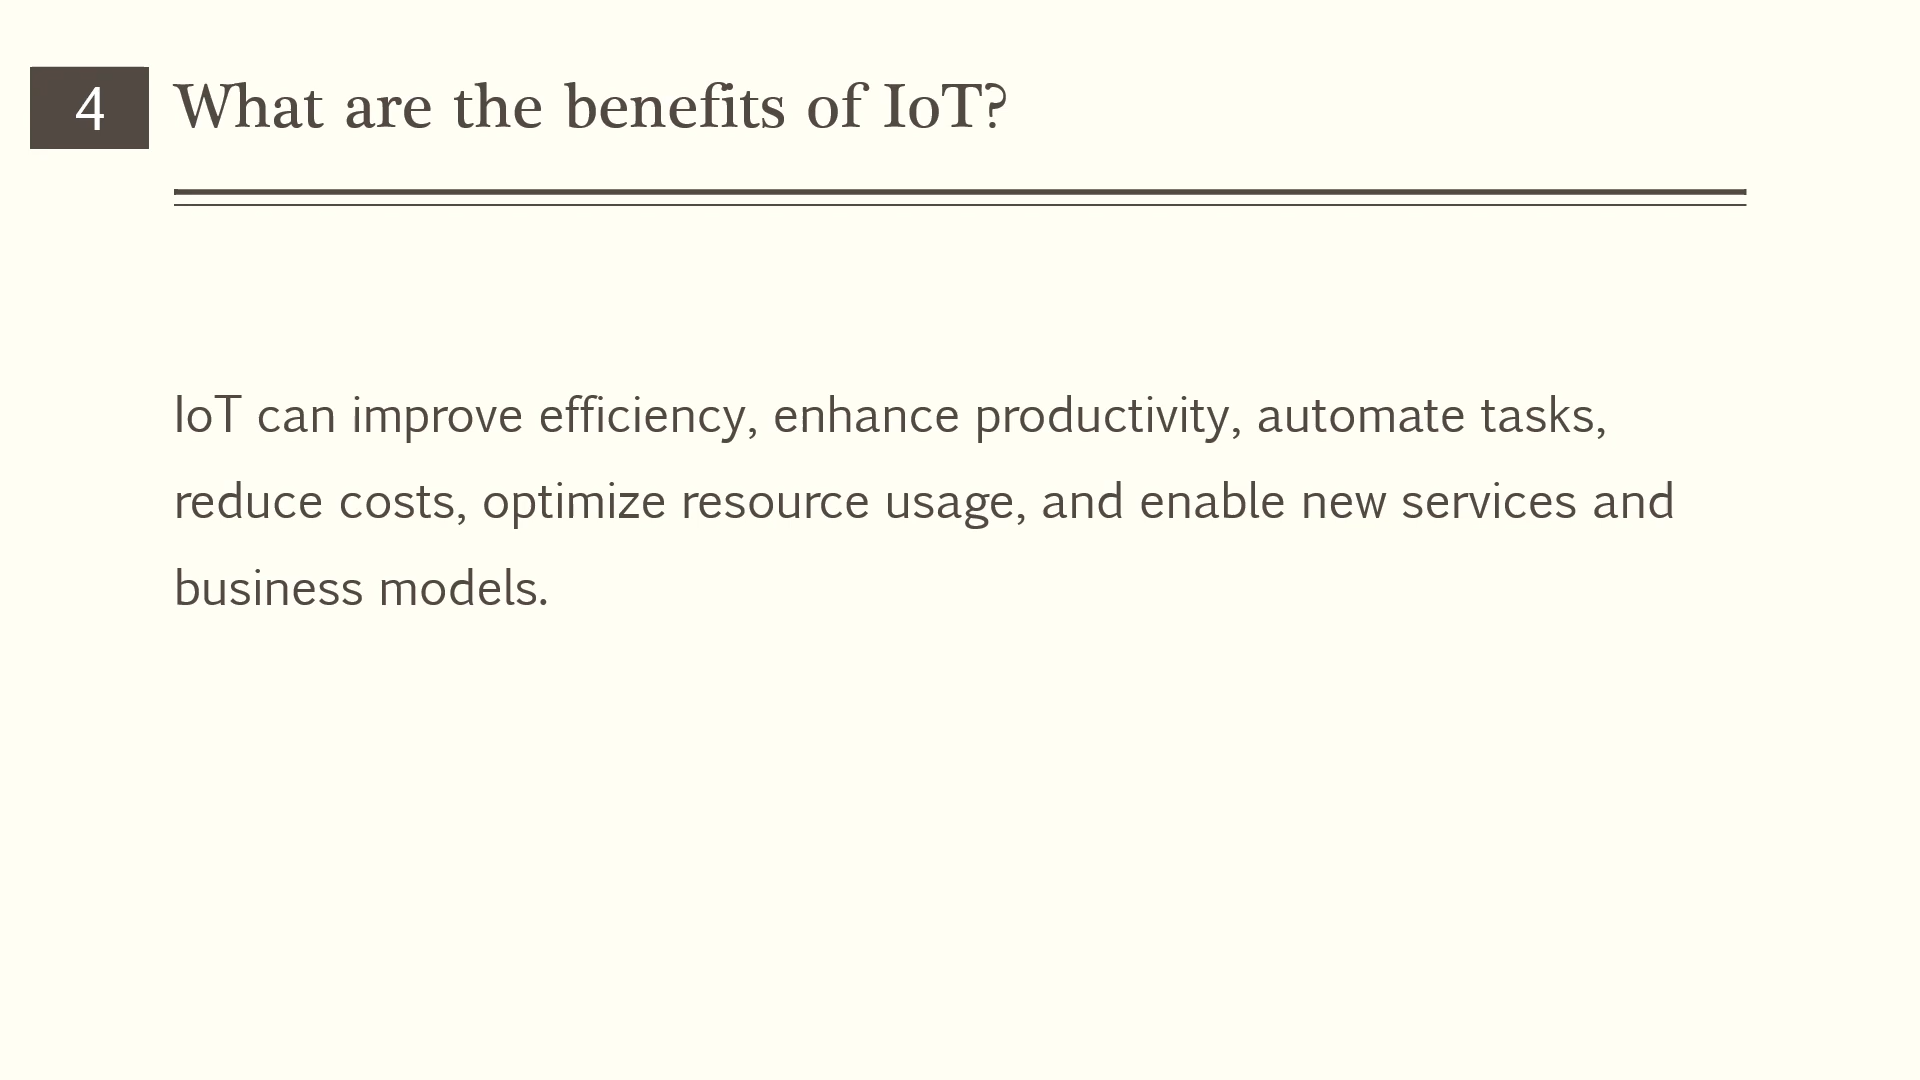 4
What are the benefits of IoT?
IoT can improve efficiency, enhance productivity, automate tasks,
reduce costs, optimize resource usage, and enable new services and
business models.